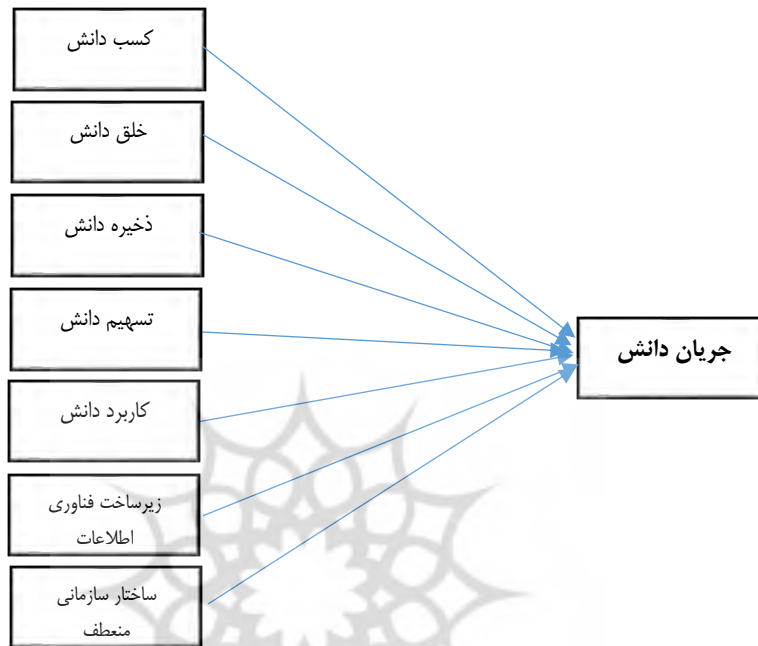 کسب دانش
خلق دانش
ذخیره دانش
تسهیم دانش
جریان دانش
کاربرد دانش
زیرساخت فناوری
اطلاعات
ساختار سازمانی
منعطف